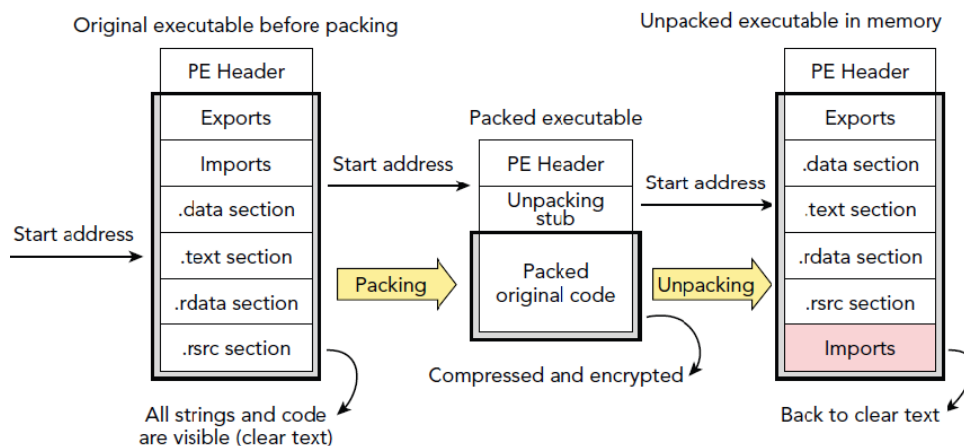 Original executable before packing
PE Header
Exports
Imports
.data section
.text section
.rdata section
.rsrc section
Start address
All strings and code
are visible (clear text)
Packing
Start address
Packed executable
PE Header
Unpacking
stub
Packed
original code
Compressed and encrypted
Unpacking
Start address
Unpacked executable in memory
PE Header
Exports
.data section
.text section
.rdata section
.rsrc section
Imports
Back to clear text